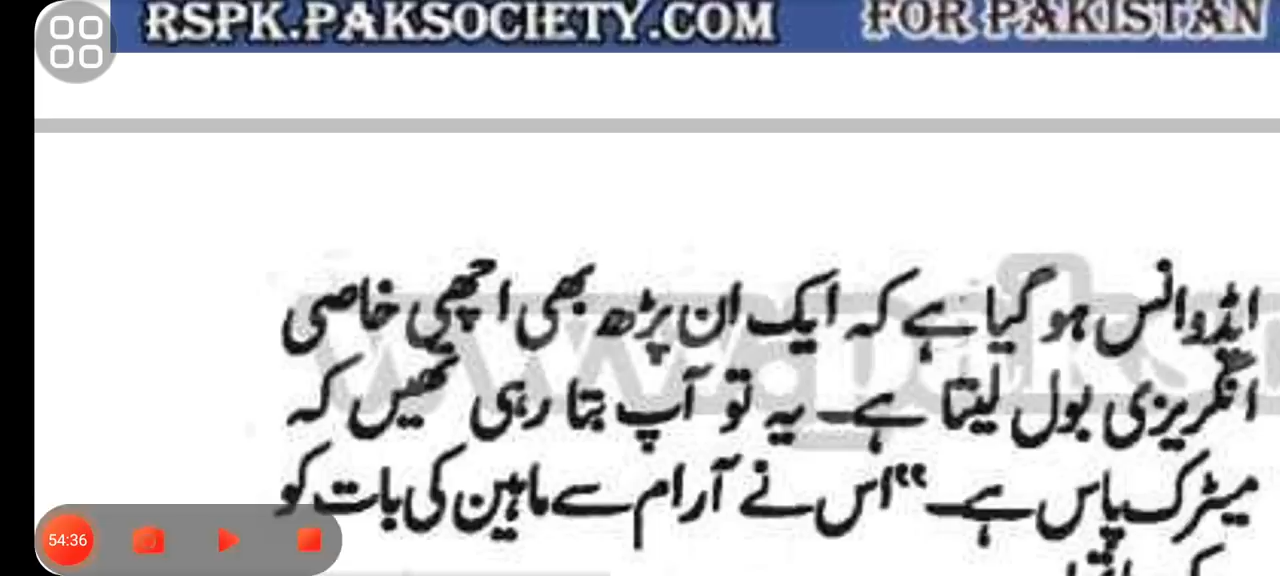 RSPK.PAKSOCIETY.COM FOR PAKISTAN
ایڈوانس ہو گیا ہے کہ ایک ان پڑھ بھی اچھی خاصی
انگریزی بول لیتا ہے۔ یہ تو آپ بتا رہی تھیں کہ
میٹرک پاس ہے۔“ اس نے آرام سے ماہین کی بات کو
54:36